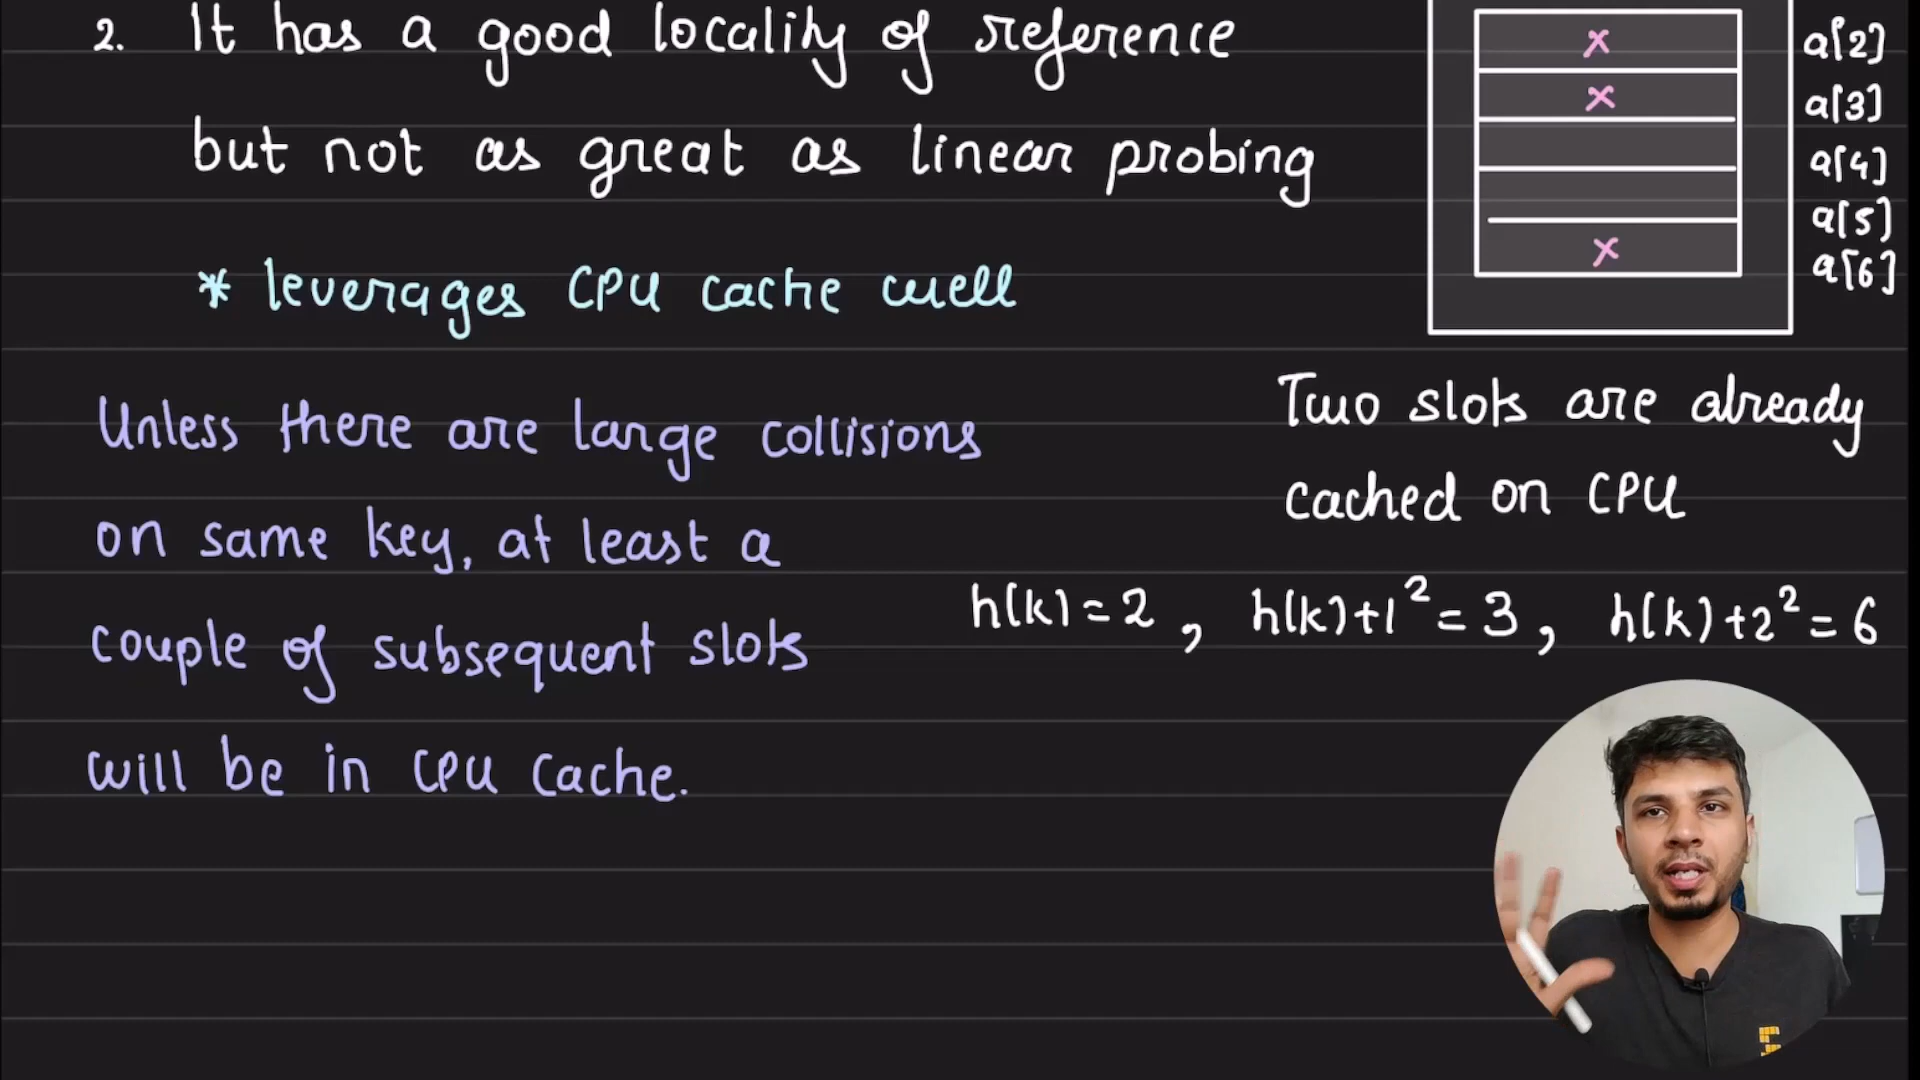 2. It has a good locality of reference
but not as great as linear probing
* leverages CPU cache well
Unless there are large collisions
on same key, at least a
couple of subsequent slots
will be in CPU cache.
x a[2]
x a[3]
a[4]
a[5]
x a[6]
Two slots are already
cached on CPU
h(k)=2, h(k)+1²=3, h(k)+2²=6